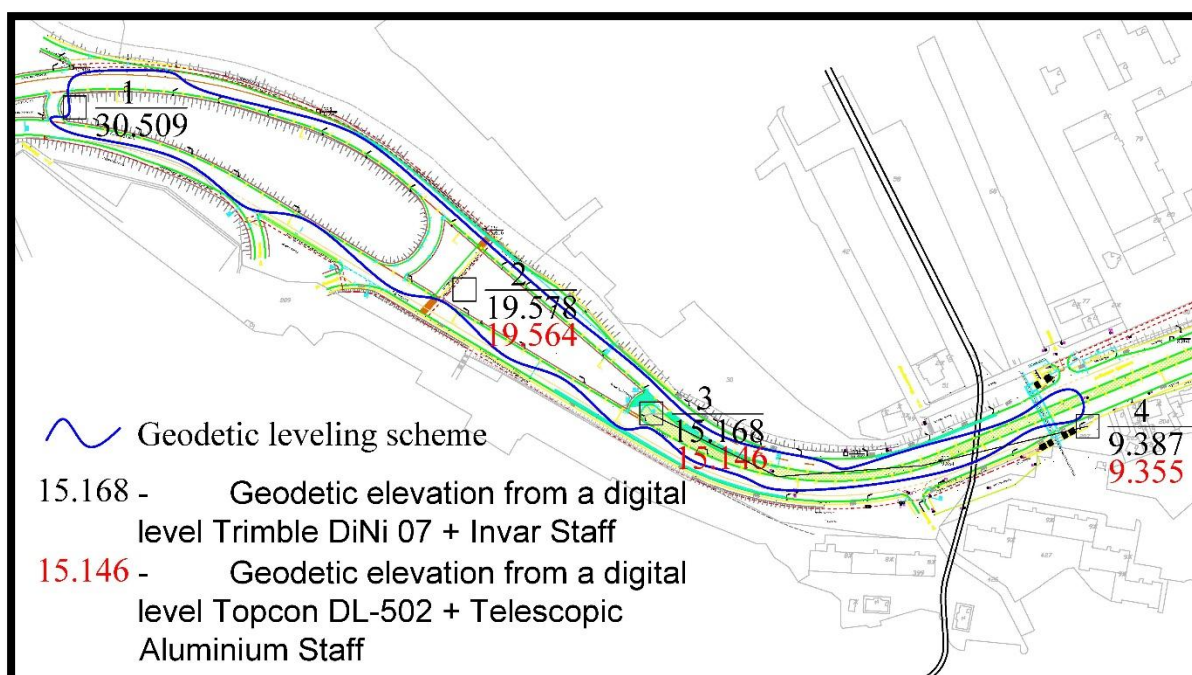 1
30.509
2
19.578
19.564
3
15.168
15.146
4
9.387
9.355
Geodetic leveling scheme
15.168 - Geodetic elevation from a digital
level Trimble DiNi 07 + Invar Staff
15.146 - Geodetic elevation from a digital
level Topcon DL-502 + Telescopic
Aluminium Staff